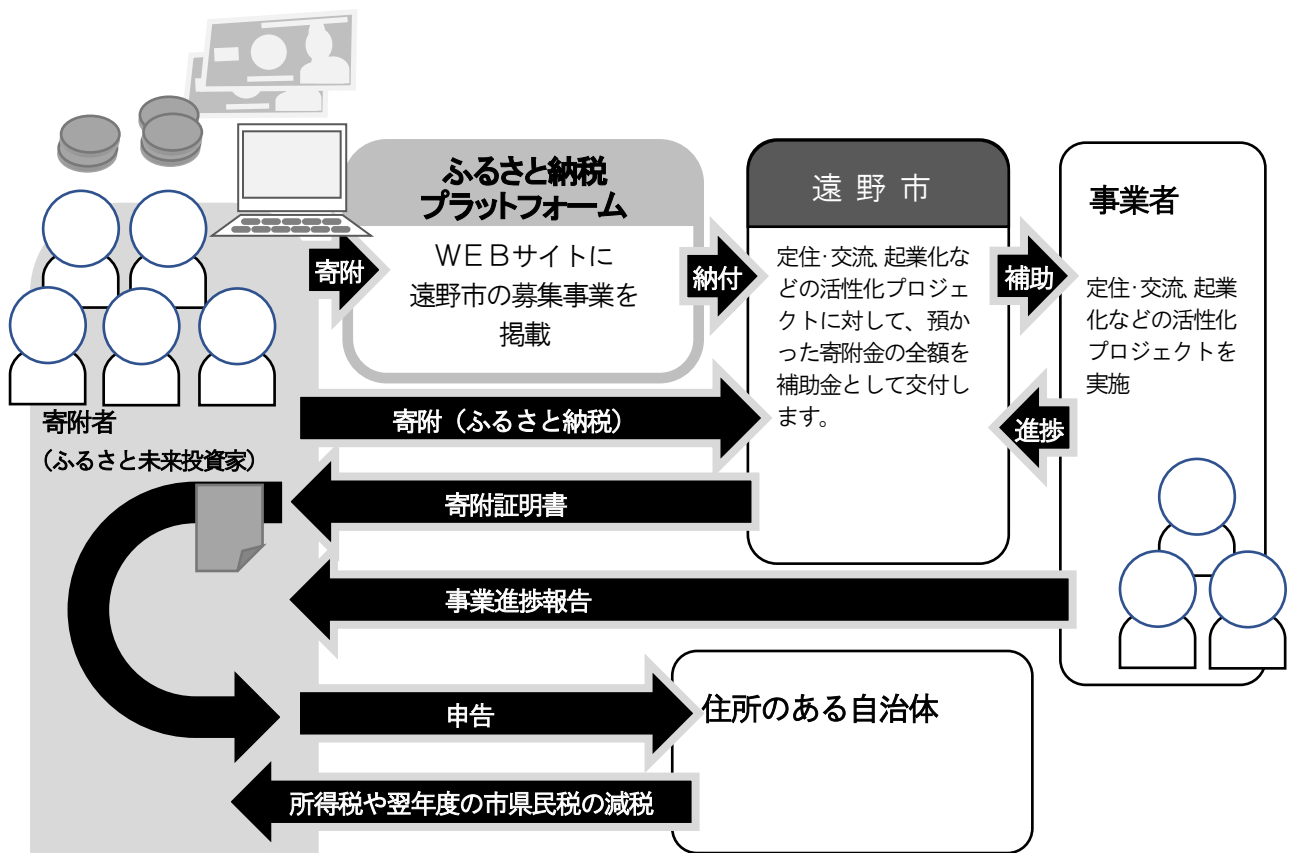 ふるさと納税
プラットフォーム
WEBサイトに
遠野市の募集事業を
掲載
寄附
納付
遠野市
定住・交流、起業化な
どの活性化プロジェ
クトに対して、預か
った寄附金の全額を
補助金として交付し
ます。
補助
事業者
定住・交流、起業
化などの活性化
プロジェクトを
実施
進捗
寄附者
(ふるさと未来投資家)
寄附(ふるさと納税)
寄附証明書
事業進捗報告
申告
住所のある自治体
所得税や翌年度の市県民税の減税